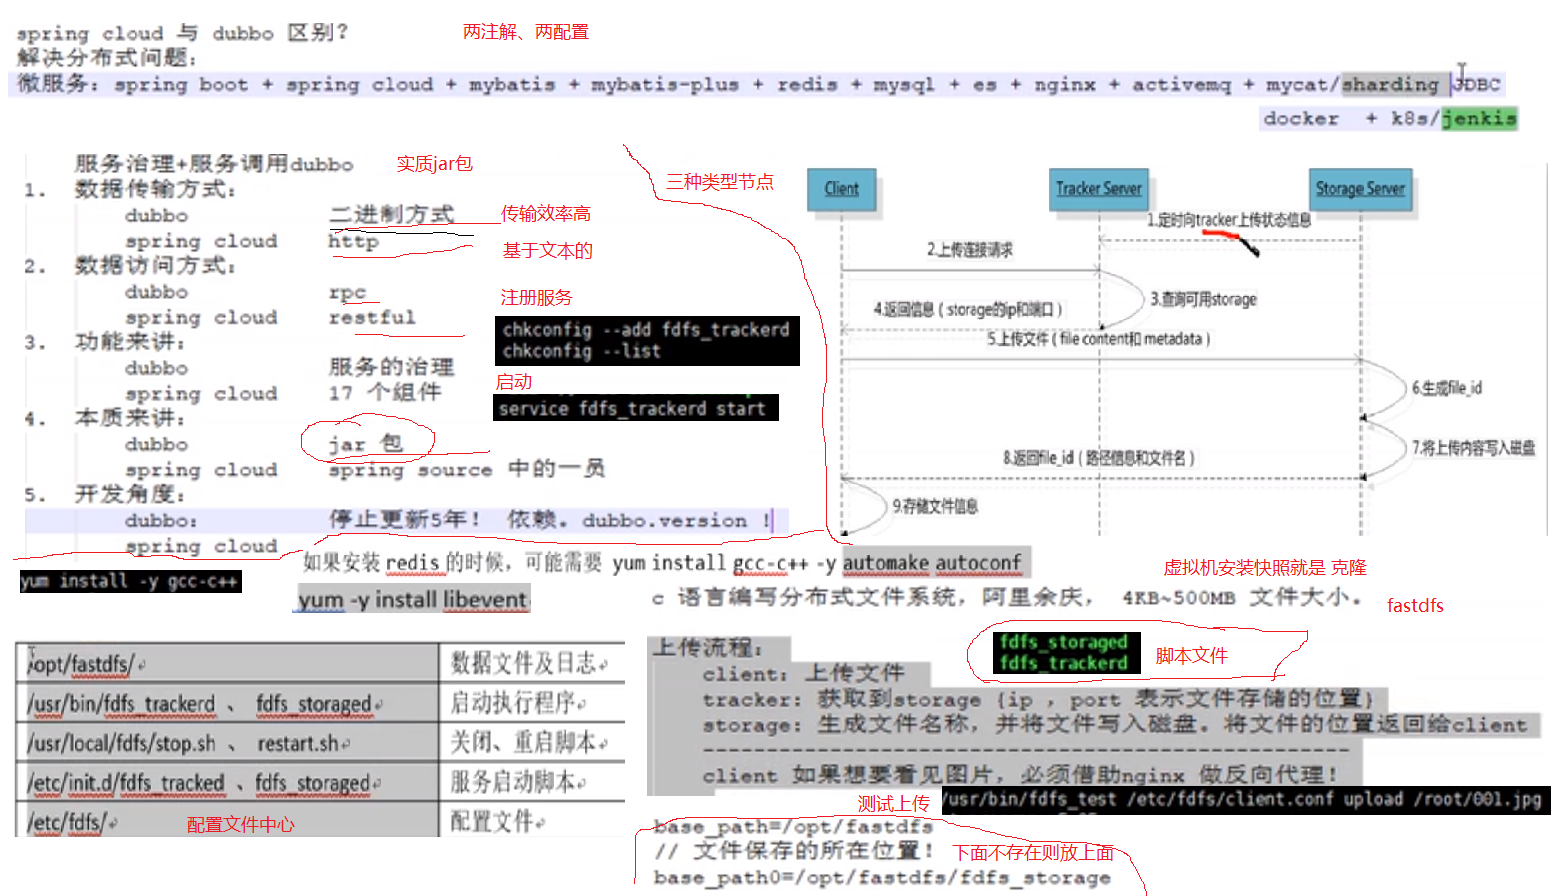 spring cloud 与 dubbo 区别?
两注解、两配置
解决分布式问题:
微服务: spring boot + spring cloud + mybatis + mybatis-plus + redis + mysql + es + nginx + activemq + mycat/sharding JDBC
docker + k8s/jenkis
服务治理+服务调用dubbo
实质jar包
1. 数据传输方式:
dubbo 二进制方式
传输效率高
spring cloud http
基于文本的
2. 数据访问方式:
dubbo rpc
注册服务
spring cloud restful
chkconfig --add fdfs_trackerd
chkconfig --list
3. 功能来讲:
dubbo 服务的治理
启动
spring cloud 17 个组件
service fdfs_trackerd start
4. 本质来讲:
dubbo jar 包
spring cloud spring source 中的一员
5. 开发角度:
dubbo: 停止更新5年! 依赖。dubbo.version !
spring cloud
三种类型节点
Client
Tracker Server
Storage Server
1.定时向tracker上传状态信息
2.上传连接请求
3.查询可用storage
4.返回信息 ( storage的ip和端口 )
5.上传文件 ( file content和 metadata )
6.生成file_id
7.将上传内容写入磁盘
8.返回file_id ( 路径信息和文件名 )
9.存储文件信息
yum install -y gcc-c++
如果安装 redis 的时候，可能需要 yum install gcc-c++ -y automake autoconf
yum -y install libevent
虚拟机安装快照就是 克隆
c 语言编写分布式文件系统，阿里余庆， 4KB~500MB 文件大小。
fastdfs
/opt/fastdfs/ 数据文件及日志
/usr/bin/fdfs_trackerd 、 fdfs_storaged 启动执行程序
/usr/local/fdfs/stop.sh 、 restart.sh 关闭、重启脚本
/etc/init.d/fdfs_tracked 、fdfs_storaged 服务启动脚本
/etc/fdfs/ 配置文件
配置文件中心
fdfs_storaged
fdfs_trackerd
脚本文件
上传流程:
client: 上传文件
tracker: 获取到storage {ip , port 表示文件存储的位置}
storage: 生成文件名称，并将文件写入磁盘。将文件的位置返回给client
---------------------------------------------------
client 如果想要看见图片，必须借助nginx 做反向代理!
测试上传
/usr/bin/fdfs_test /etc/fdfs/client.conf upload /root/001.jpg
base_path=/opt/fastdfs
// 文件保存的所在位置!
下面不存在则放上面
base_path0=/opt/fastdfs/fdfs_storage